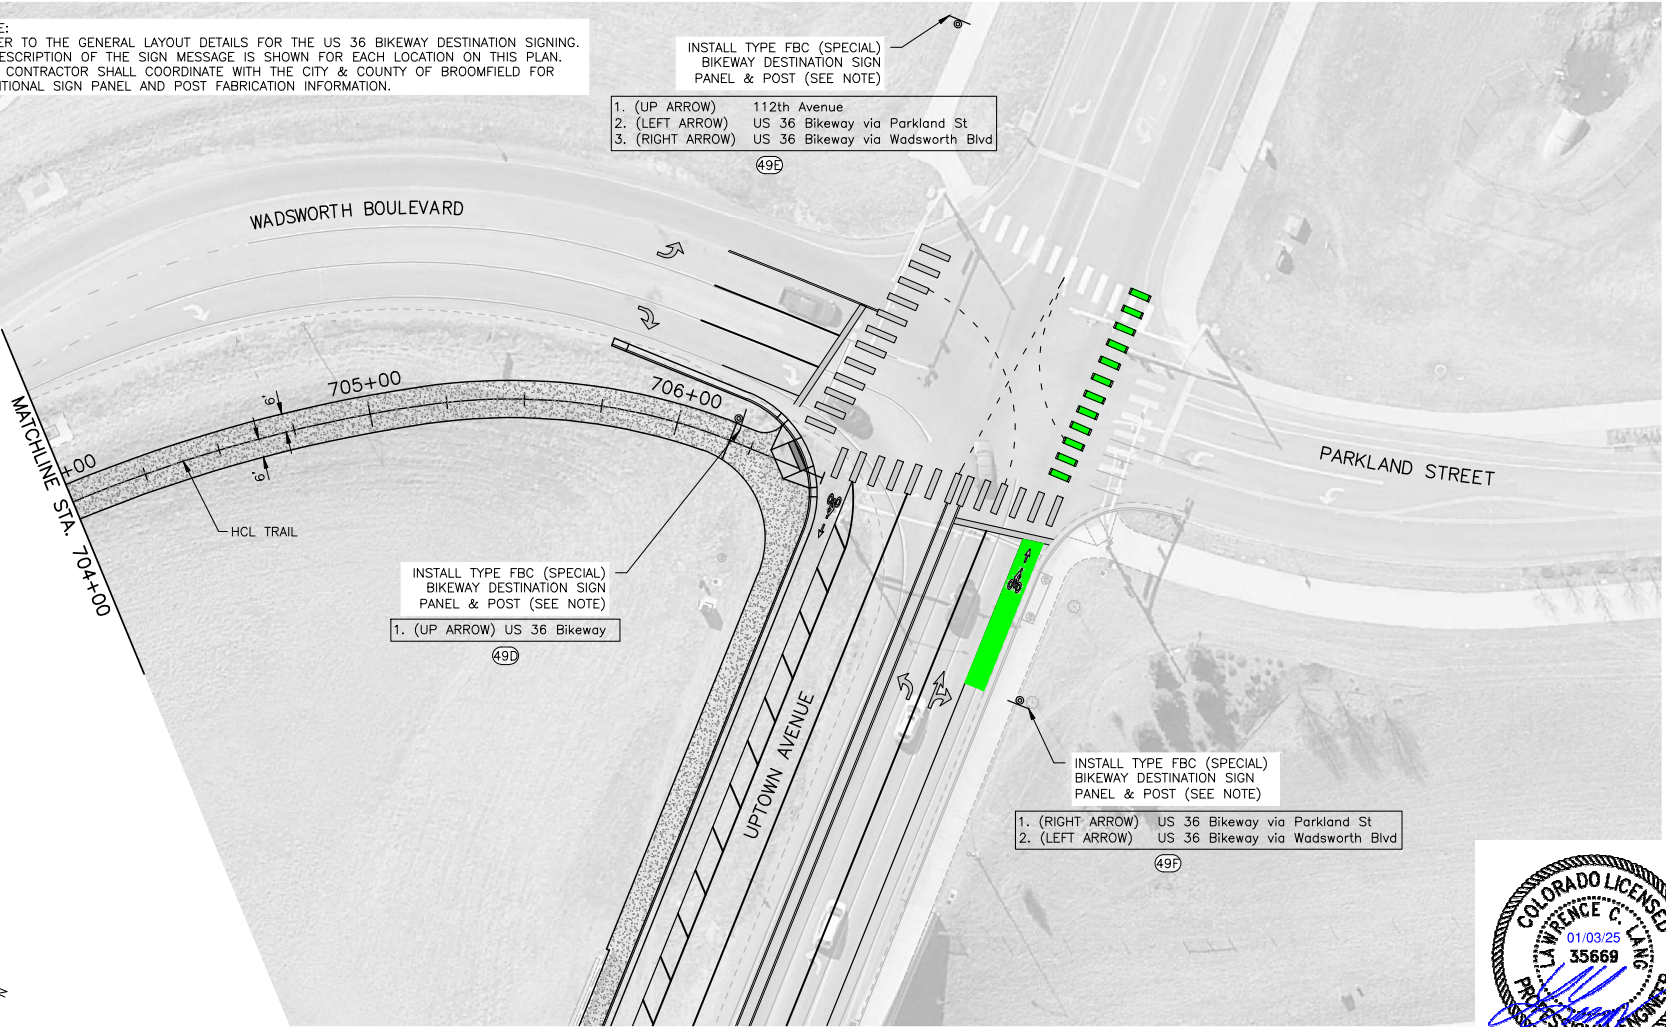 E:
ER TO THE GENERAL LAYOUT DETAILS FOR THE US 36 BIKEWAY DESTINATION SIGNING.
ESCRIPTION OF THE SIGN MESSAGE IS SHOWN FOR EACH LOCATION ON THIS PLAN.
CONTRACTOR SHALL COORDINATE WITH THE CITY & COUNTY OF BROOMFIELD FOR
ITIONAL SIGN PANEL AND POST FABRICATION INFORMATION.
INSTALL TYPE FBC (SPECIAL)
BIKEWAY DESTINATION SIGN
PANEL & POST (SEE NOTE)
1. (UP ARROW) 112th Avenue
2. (LEFT ARROW) US 36 Bikeway via Parkland St
3. (RIGHT ARROW) US 36 Bikeway via Wadsworth Blvd
49E
WADSWORTH BOULEVARD
705+00
706+00
6'
6'
+00
MATCHLINE STA. 704+00
HCL TRAIL
PARKLAND STREET
INSTALL TYPE FBC (SPECIAL)
BIKEWAY DESTINATION SIGN
PANEL & POST (SEE NOTE)
1. (UP ARROW) US 36 Bikeway
49D
UPTOWN AVENUE
INSTALL TYPE FBC (SPECIAL)
BIKEWAY DESTINATION SIGN
PANEL & POST (SEE NOTE)
1. (RIGHT ARROW) US 36 Bikeway via Parkland St
2. (LEFT ARROW) US 36 Bikeway via Wadsworth Blvd
49F
COLORADO LICENSED
LAWRENCE C. LANG
01/03/25
35669